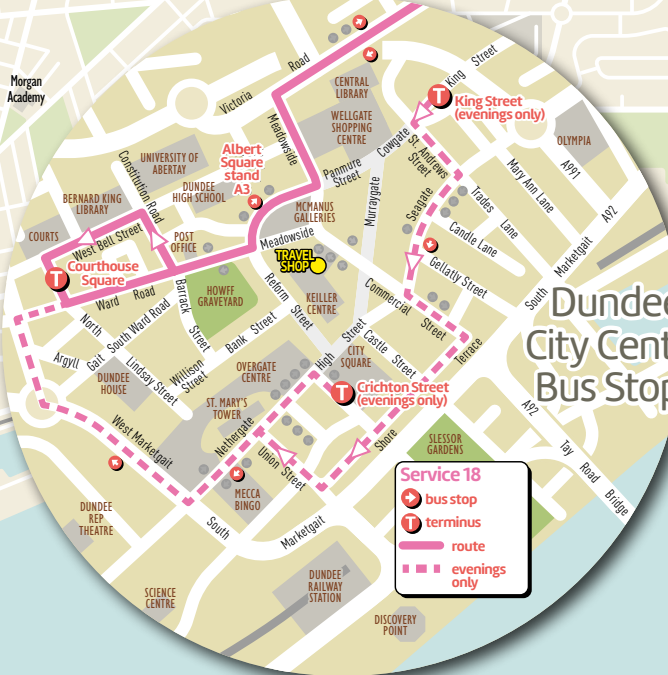 Morgan
Academy
Victoria
Road
King
Street
CENTRAL
LIBRARY
King Street
(evenings only)
WELLGATE
SHOPPING
CENTRE
Meadowside
Cowgate
St. Andrews
Street
OLYMPIA
A991
Albert
Square
stand
A3
UNIVERSITY OF
ABERTAY
Constitution Road
DUNDEE
HIGH SCHOOL
Panmure
Street
Murraygate
Seagate
Mary Ann Lane
Trades
Lane
A92
BERNARD KING
LIBRARY
MCMANUS
GALLERIES
Candle Lane
COURTS
West Bell Street
POST
OFFICE
Meadowside
TRAVEL
SHOP
Gellatly Street
South
Marketgait
Courthouse
Square
Ward
Road
Barrack
Street
HOWFF
GRAVEYARD
Reform
Street
KEILLER
CENTRE
Commercial
Street
Dundee
City Cent
Bus Stop
North
South Ward Road
Argyll
Gait
Lindsay Street
Willison
Street
Bank
Street
High
Street
Castle
Street
CITY
SQUARE
Terrace
DUNDEE
HOUSE
OVERGATE
CENTRE
ST. MARY'S
TOWER
Crichton Street
(evenings only)
A92
West Marketgait
Nethergate
Union
Street
Shore
SLESSOR
GARDENS
Tay
Road
Bridge
MECCA
BINGO
Service 18
bus stop
terminus
T
route
evenings
only
T
T
T
DUNDEE
REP
THEATRE
South
Marketgait
SCIENCE
CENTRE
DUNDEE
RAILWAY
STATION
DISCOVERY
POINT